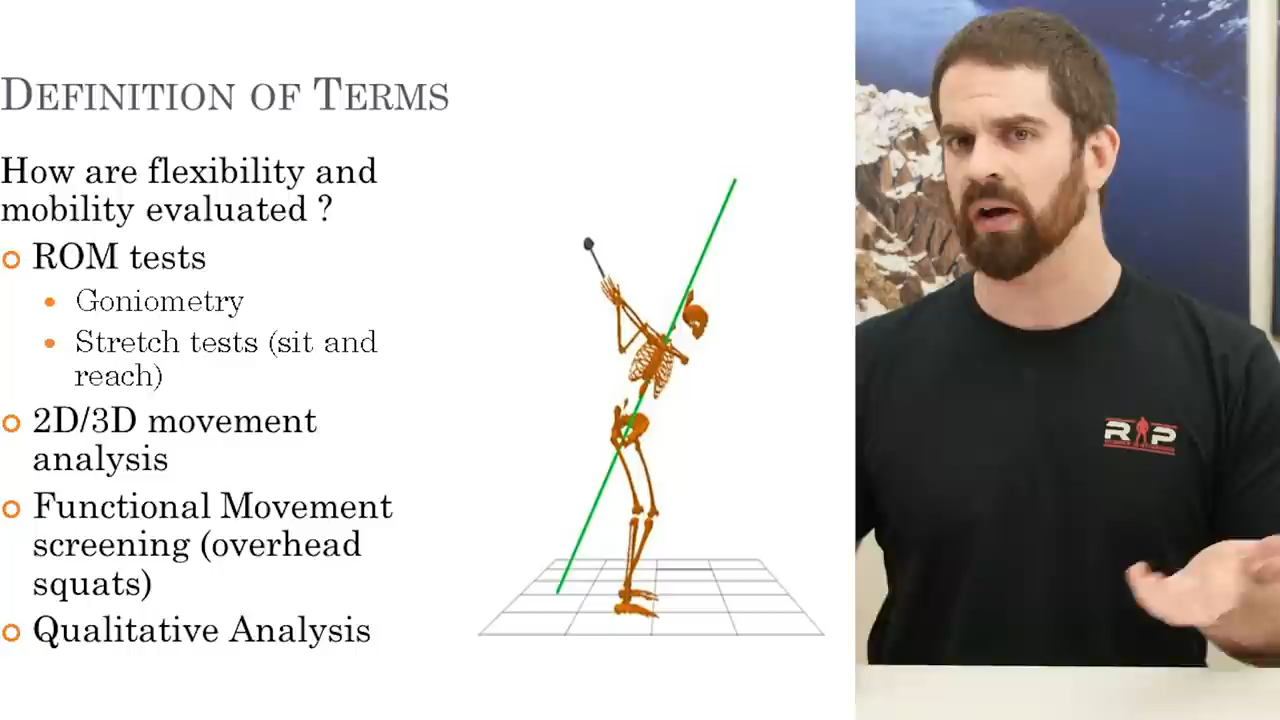 DEFINITION OF TERMS
How are flexibility and
mobility evaluated ?
ROM tests
Goniometry
Stretch tests (sit and
reach)
2D/3D movement
analysis
Functional Movement
screening (overhead
squats)
Qualitative Analysis
RP